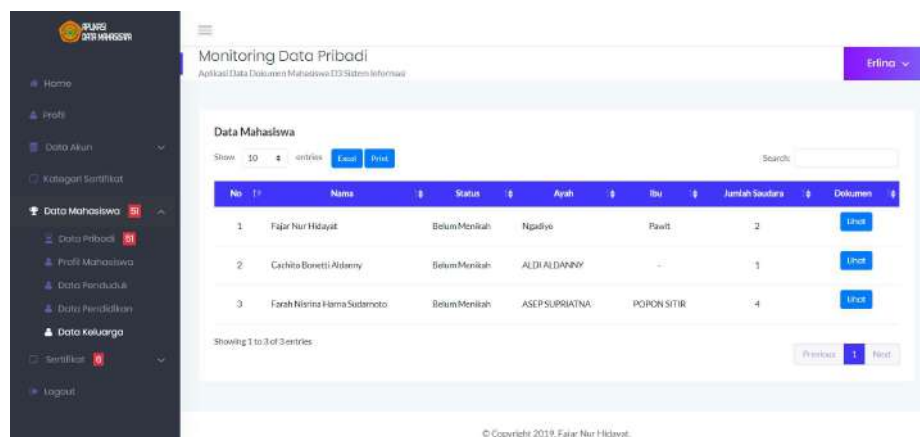 APLIKASI
DATA MAHASISWA
Home
Profil
Data Akun
Kategori Sertifikat
Data Mahasiswa 51
Data Pribadi 51
Profil Mahasiswa
Data Penduduk
Data Pendidikan
Data Keluarga
Sertifikat 6
Logout
Monitoring Data Pribadi
Aplikasi Data Dokumen Mahasiswa D3 Sistem Informasi
Erlina
Data Mahasiswa
Show 10 entries Excel Print Search:
No Nama Status Ayah Ibu Jumlah Saudara Dokumen
1 Fajar Nur Hidayat Belum Menikah Ngadiyo Pawit 2 Lihat
2 Cachito Bonetti Aldanny Belum Menikah ALDI ALDANNY - 1 Lihat
3 Farah Nisrina Hama Sudarnoto Belum Menikah ASEP SUPRIATNA POPON SITIR 4 Lihat
Showing 1 to 3 of 3 entries
Previous 1 Next
© Copyright 2019. Fajar Nur Hidayat.